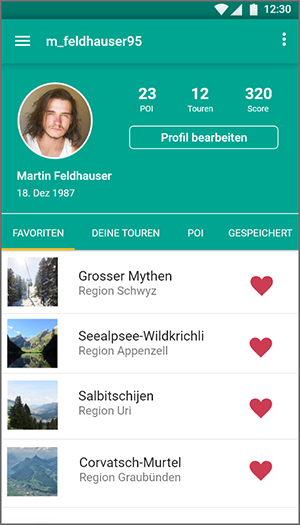 12:30
m_feldhauser95
23 12 320
POI Touren Score
Profil bearbeiten
Martin Feldhauser
18. Dez 1987
FAVORITEN DEINE TOUREN POI GESPEICHERT
Grosser Mythen
Region Schwyz
Seealpsee-Wildkrichli
Region Appenzell
Salbitschijen
Region Uri
Corvatsch-Murtel
Region Graubünden